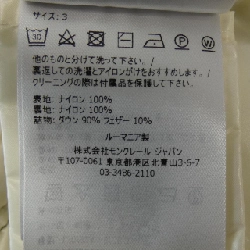 サイズ: 3
他のものと分けて洗って下さい。/
裏返しての洗濯とアイロンがけをおすすめします。/
クリーニングの際は付属品を保護して下さい。
表地: ナイロン 100%
裏地: ナイロン 100%
詰物: ダウン 90% フェザー 10%
ルーマニア製
株式会社モンクレール ジャパン
〒107-0061 東京都港区北青山3-5-7
03-3486-2110